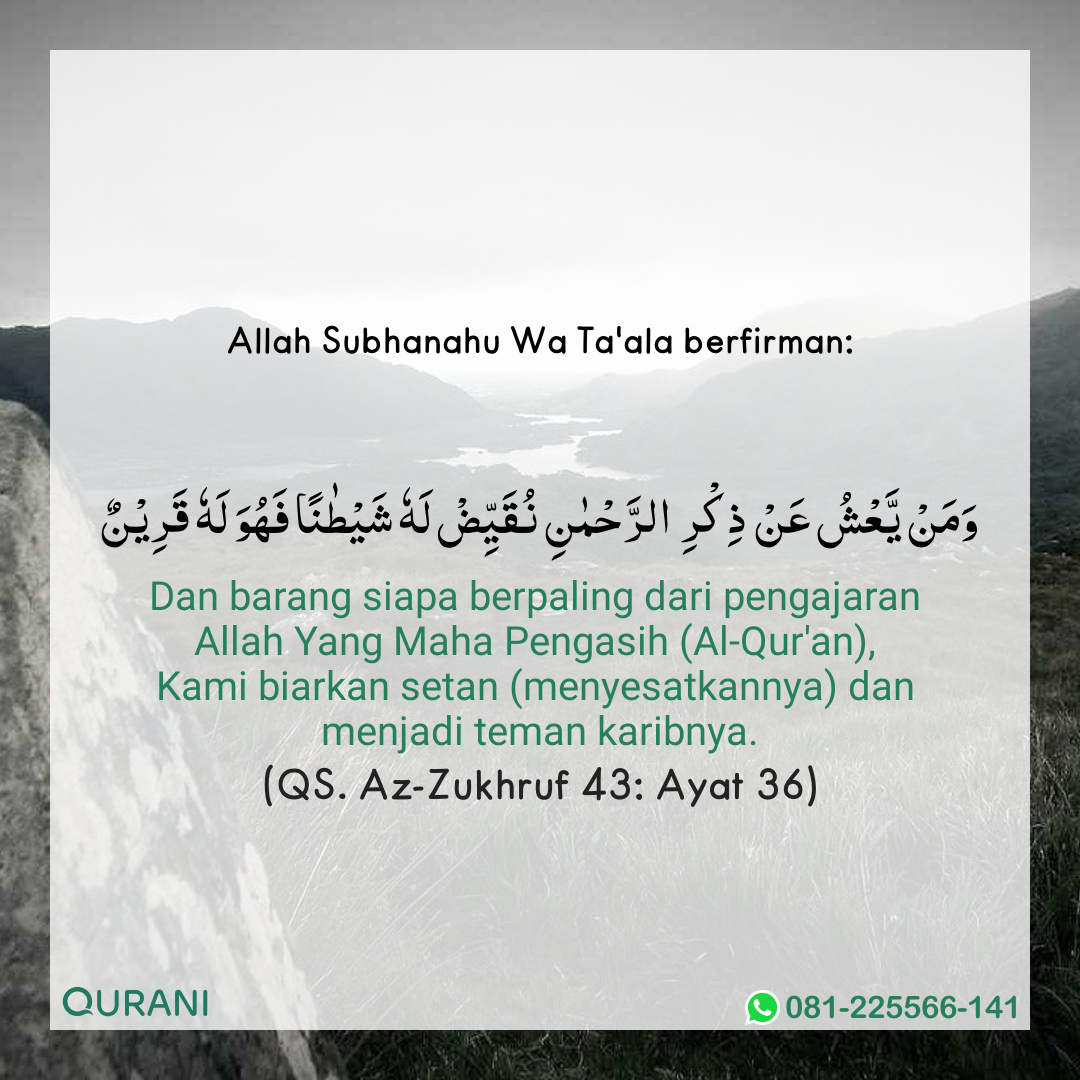 Allah Subhanahu Wa Ta'ala berfirman:
وَمَنْ يَّعْشُ عَنْ ذِكْرِ الرَّحْمٰنِ نُقَيِّضْ لَهٗ شَيْطٰنًا فَهُوَ لَهٗ قَرِيْنٌ
Dan barang siapa berpaling dari pengajaran
Allah Yang Maha Pengasih (Al-Qur'an),
Kami biarkan setan (menyesatkannya) dan
menjadi teman karibnya.
(QS. Az-Zukhruf 43: Ayat 36)
QURANI
081-225566-141